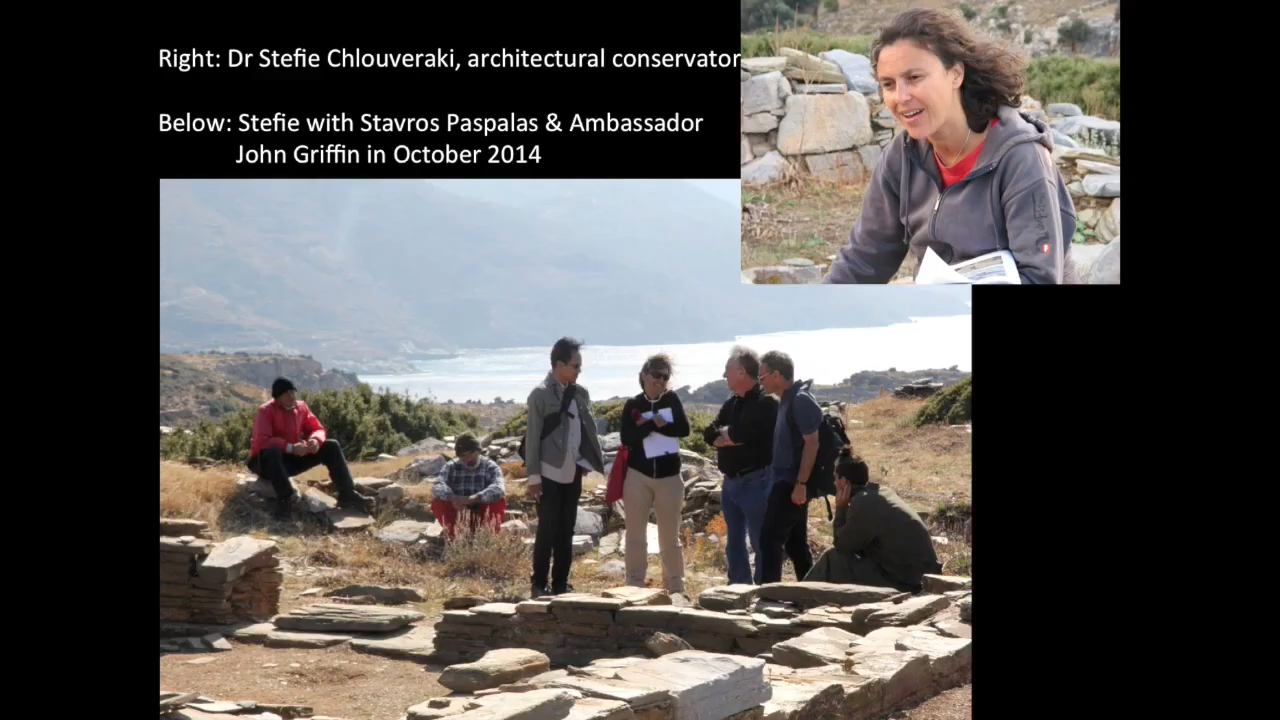 Right: Dr Stefie Chlouveraki, architectural conservator
Below: Stefie with Stavros Paspalas & Ambassador
John Griffin in October 2014